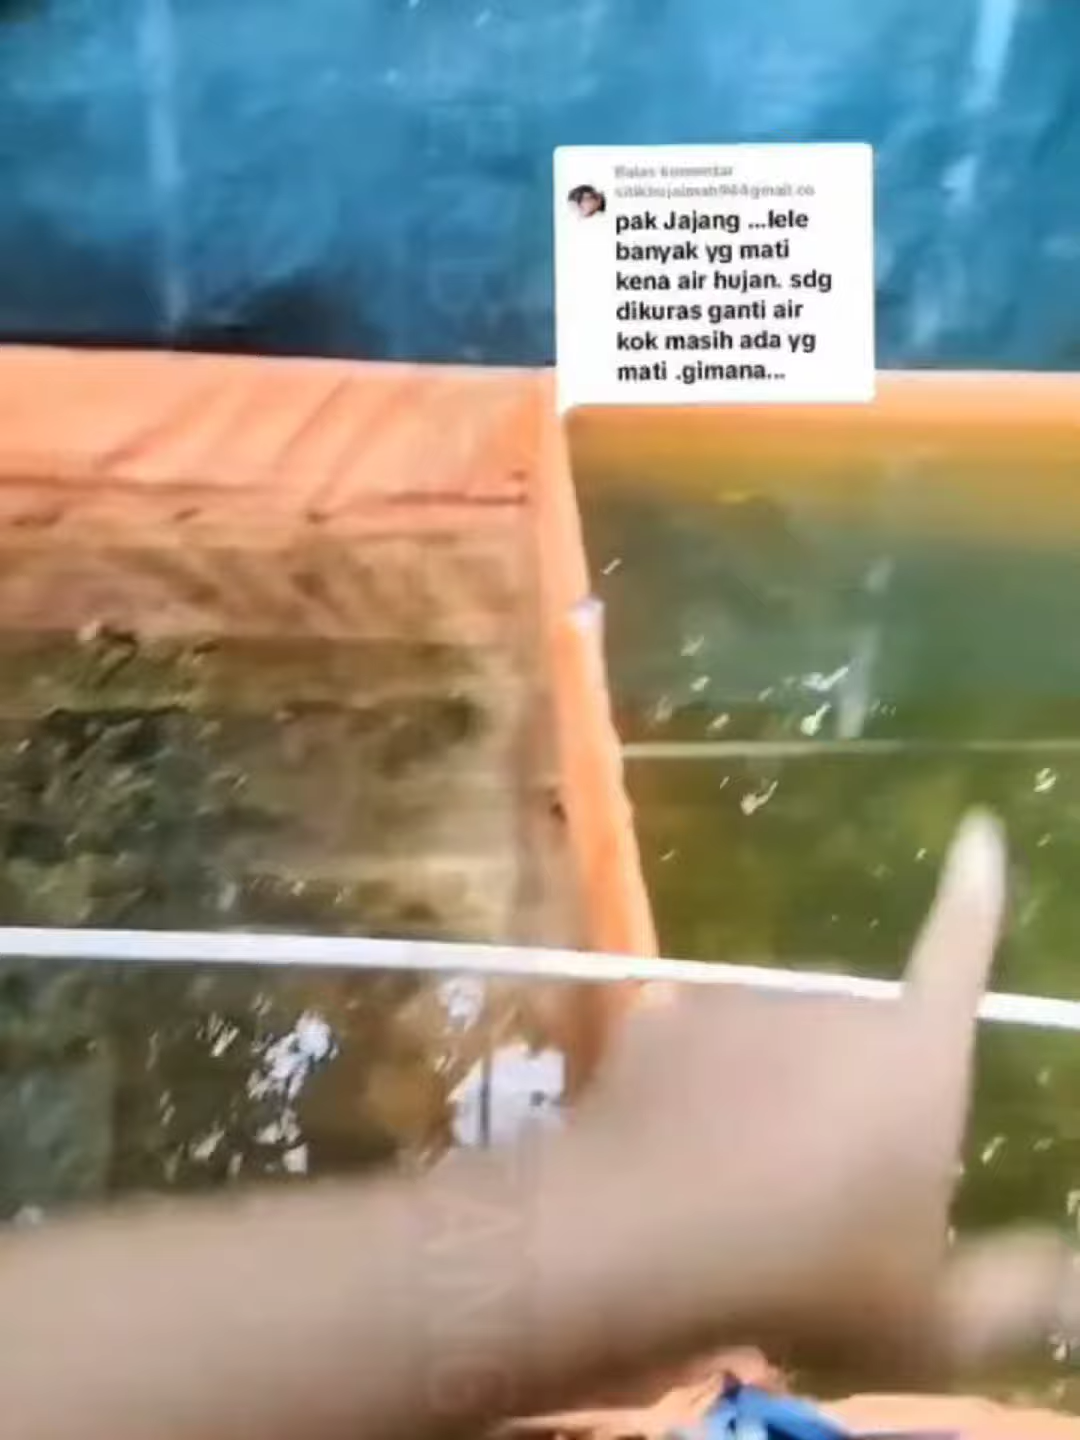 Balas komentar
pak Jajang ...lele
banyak yg mati
kena air hujan. sdg
dikuras ganti air
kok masih ada yg
mati .gimana...